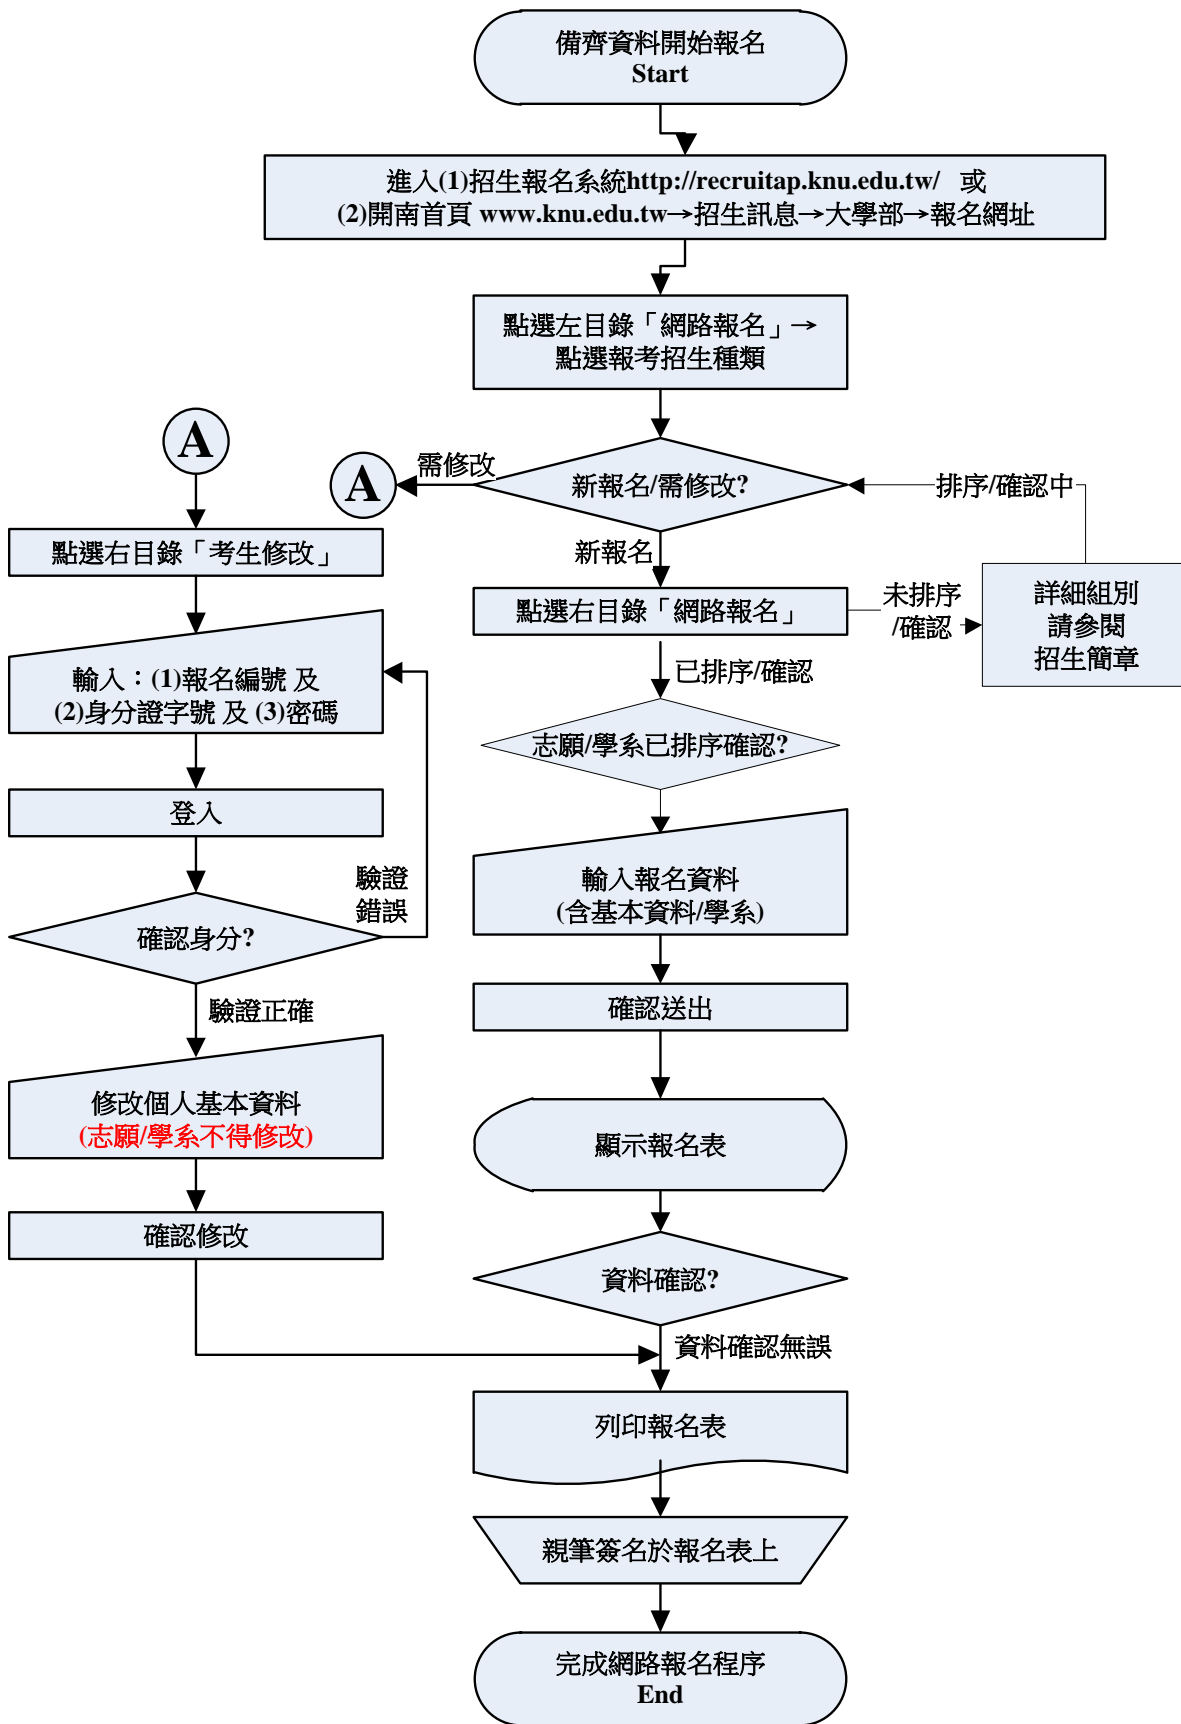 備齊資料開始報名
Start
進入(1)招生報名系統http://recruitap.knu.edu.tw/ 或
(2)開南首頁 www.knu.edu.tw→招生訊息→大學部→報名網址
點選左目錄「網路報名」→
點選報考招生種類
新報名/需修改?
需修改
A
A
排序/確認中
點選右目錄「考生修改」
新報名
點選右目錄「網路報名」
未排序
/確認
詳細組別
請參閱
招生簡章
輸入：(1)報名編號 及
(2)身分證字號 及 (3)密碼
已排序/確認
志願/學系已排序確認?
登入
驗證
錯誤
輸入報名資料
(含基本資料/學系)
確認身分?
驗證正確
確認送出
修改個人基本資料
(志願/學系不得修改)
顯示報名表
確認修改
資料確認?
資料確認無誤
列印報名表
親筆簽名於報名表上
完成網路報名程序
End